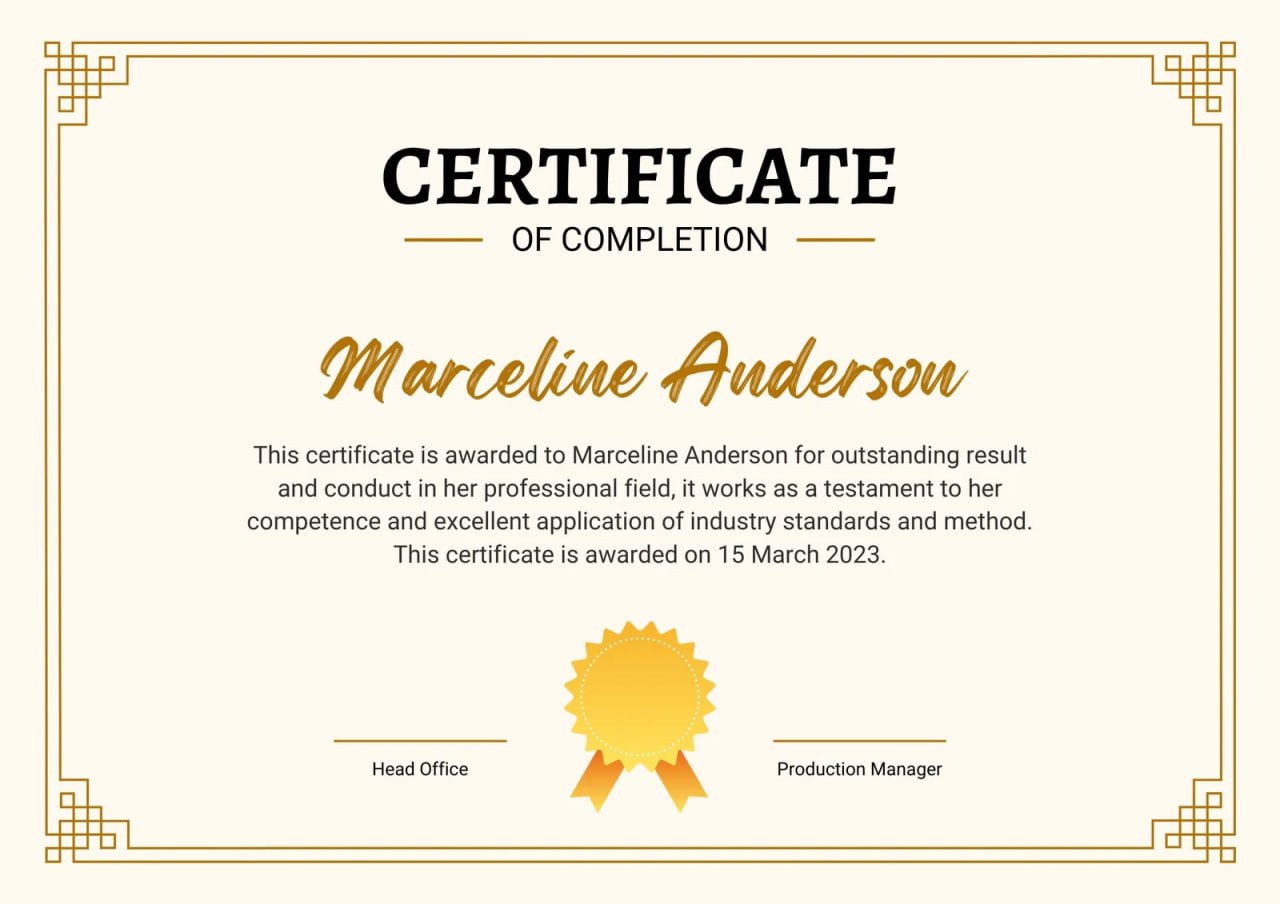 CERTIFICATE
OF COMPLETION
Marceline Anderson
This certificate is awarded to Marceline Anderson for outstanding result
and conduct in her professional field, it works as a testament to her
competence and excellent application of industry standards and method.
This certificate is awarded on 15 March 2023.
Head Office
Production Manager